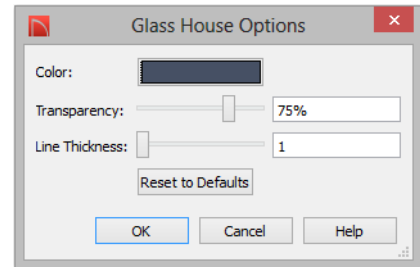 Glass House Options
Color:
Transparency: 75%
Line Thickness: 1
Reset to Defaults
OK Cancel Help